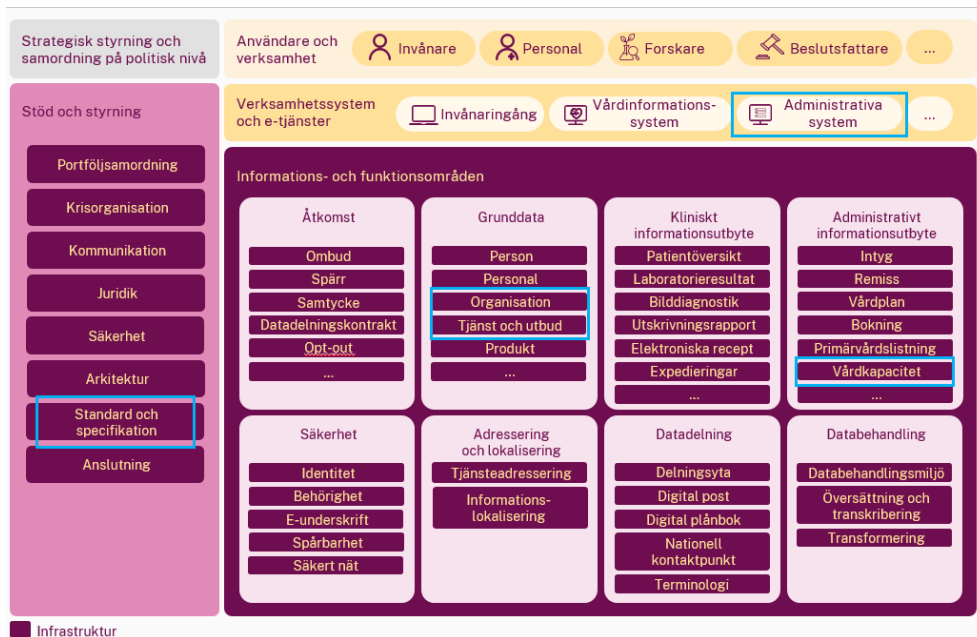 Strategisk styrning och
samordning på politisk nivå
Användare och
verksamhet
Invånare
Personal
Forskare
Beslutsfattare
...
Stöd och styrning
Portföljsamordning
Krisorganisation
Kommunikation
Juridik
Säkerhet
Arkitektur
Standard och
specifikation
Anslutning
Verksamhetssystem
och e-tjänster
Invånaringång
Vårdinformations-
system
Administrativa
system
...
Informations- och funktionsområden
Åtkomst
Ombud
Spärr
Samtycke
Datadelningskontrakt
Opt-out
...
Grunddata
Person
Personal
Organisation
Tjänst och utbud
Produkt
...
Kliniskt
informationsutbyte
Patientöversikt
Laboratorieresultat
Bilddiagnostik
Utskrivningsrapport
Elektroniska recept
Expedieringar
...
Administrativt
informationsutbyte
Intyg
Remiss
Vårdplan
Bokning
Primärvårdslistning
Vårdkapacitet
...
Säkerhet
Identitet
Behörighet
E-underskrift
Spårbarhet
Säkert nät
Adressering
och lokalisering
Tjänsteadressering
Informations-
lokalisering
Datadelning
Delningsyta
Digital post
Digital plånbok
Nationell
kontaktpunkt
Terminologi
Databehandling
Databehandlingsmiljö
Översättning och
transkribering
Transformering
Infrastruktur